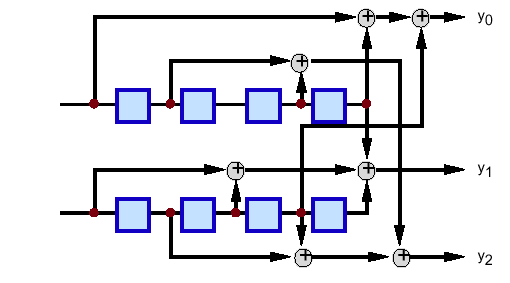 + + y0
+
+ + y1
+ + y2